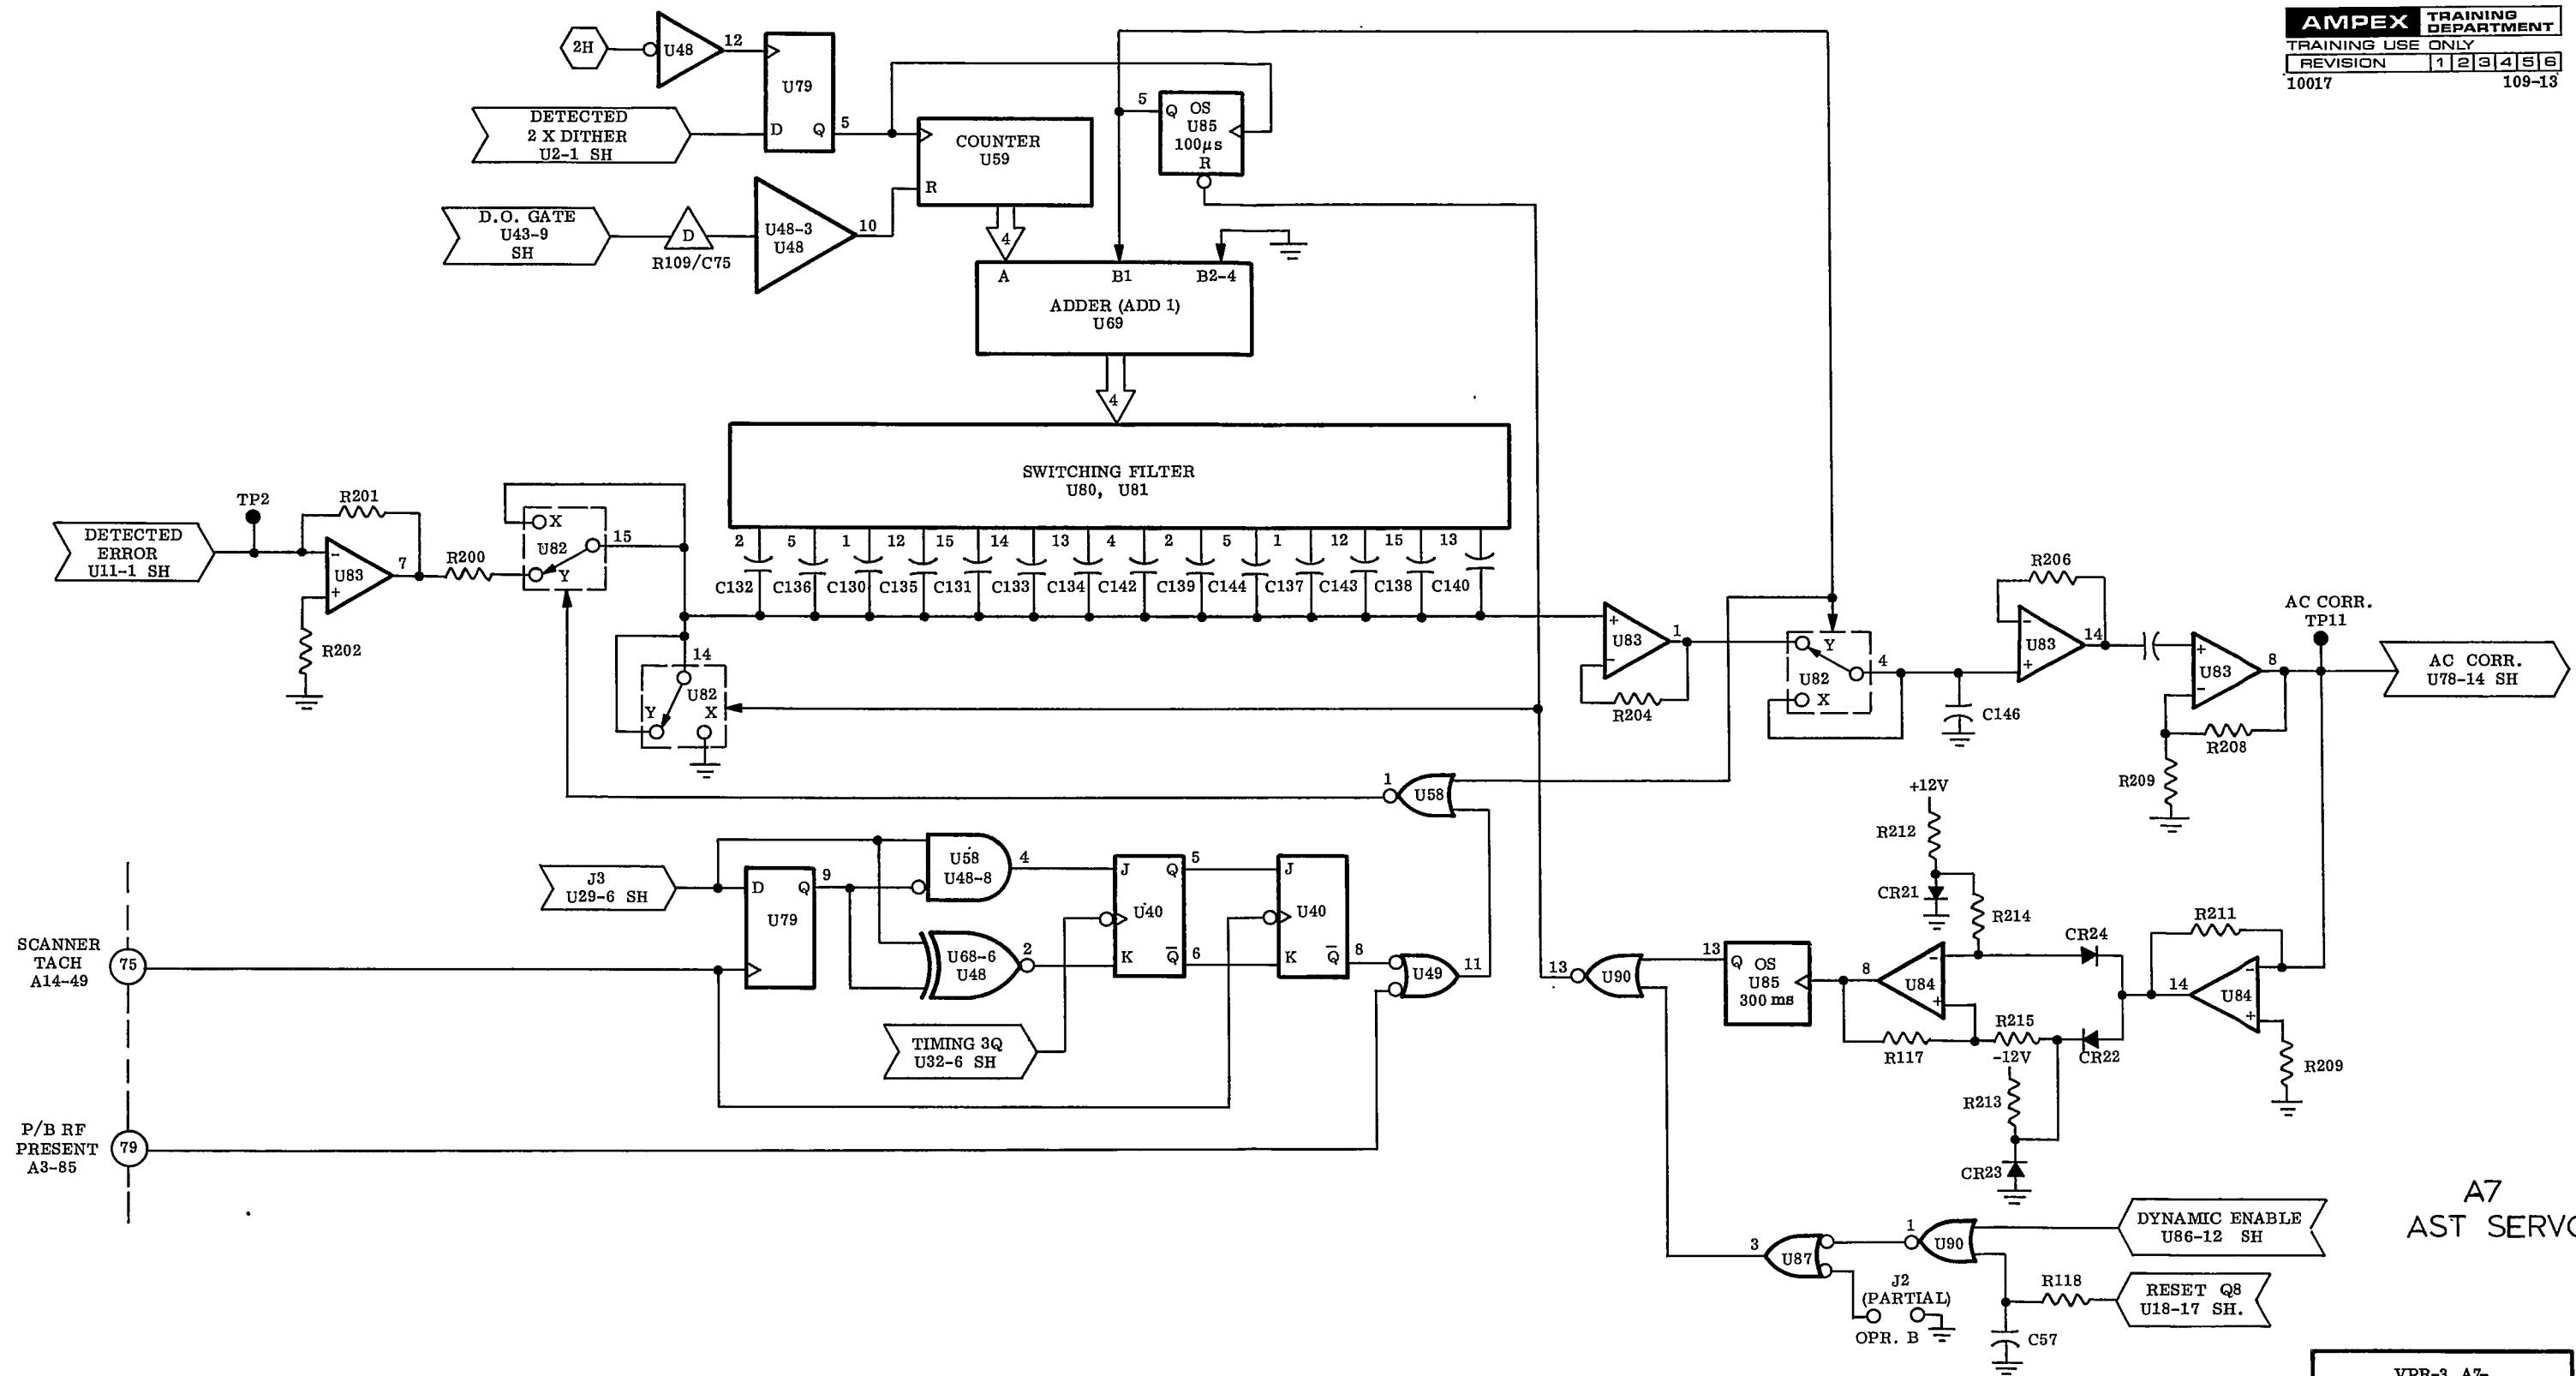 AMPEX TRAINING DEPARTMENT
TRAINING USE ONLY
REVISION 1 2 3 4 5 6
10017 109-13
2H
U48
12
U79
D Q 5
DETECTED
2 X DITHER
U2-1 SH
D.O. GATE
U43-9
SH
D
R109/C75
U48-3
U48
10
COUNTER
U59
R
5
Q OS
U85
100μs
R
4
A B1 B2-4
ADDER (ADD 1)
U69
4
SWITCHING FILTER
U80, U81
2 5 1 12 15 14 13 4 2 5 1 12 15 13
C132 C136 C130 C135 C131 C133 C134 C142 C139 C144 C137 C143 C138 C140
DETECTED
ERROR
U11-1 SH
TP2
R201
-
U83
+
7
R202
R200
X
U82
Y
15
14
U82
Y X
+
U83
-
1
R204
Y
U82
X
4
C146
R206
-
U83
+
14
+
U83
-
8
R208
R209
AC CORR.
TP11
AC CORR.
U78-14 SH
1
U58
J3
U29-6 SH
D Q 9
U79
U58
U48-8
4
U68-6
U48
2
J Q 5
U40
K Q 6
J
U40
K Q 8
U49
11
TIMING 3Q
U32-6 SH
SCANNER
TACH
A14-49
75
P/B RF
PRESENT
A3-85
79
13
U90
13
Q OS
U85
300 ms
8
U84
-
+
R117
R215
-12V
R213
CR23
CR22
CR24
+12V
R212
CR21
R214
R211
14
U84
-
+
R209
3
U87
1
U90
DYNAMIC ENABLE
U86-12 SH
J2
(PARTIAL)
OPR. B
R118
C57
RESET Q8
U18-17 SH.
A7
AST SERVO
VPR-3 A7-